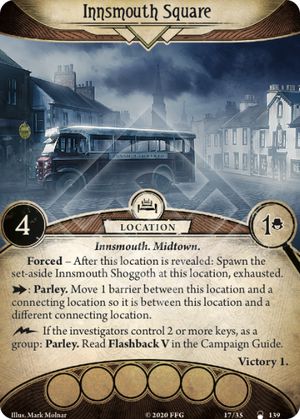 Innsmouth Square
4
LOCATION
1
Innsmouth. Midtown.
Forced – After this location is revealed: Spawn the
set-aside Innsmouth Shoggoth at this location, exhausted.
: Parley. Move 1 barrier between this location and a
connecting location so it is between this location and a
different connecting location.
If the investigators control 2 or more keys, as a
group: Parley. Read Flashback V in the Campaign Guide.
Victory 1.
Illus. Mark Molnar © 2020 FFG 17/35 139